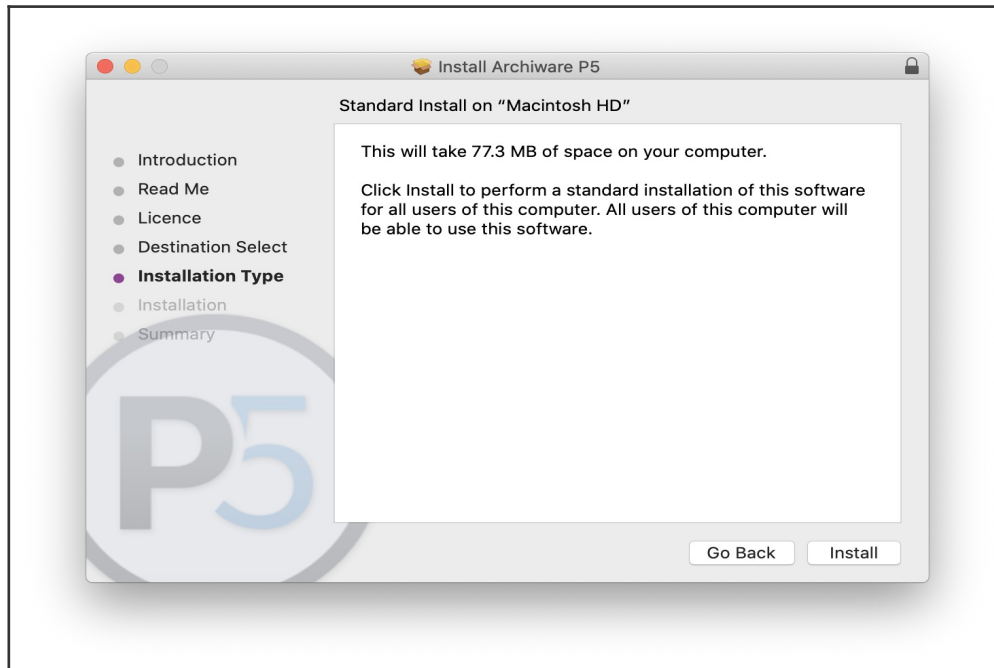 Install Archiware P5
Standard Install on “Macintosh HD”
Introduction
Read Me
Licence
Destination Select
Installation Type
Installation
Summary
This will take 77.3 MB of space on your computer.
Click Install to perform a standard installation of this software
for all users of this computer. All users of this computer will
be able to use this software.
P5
Go Back
Install